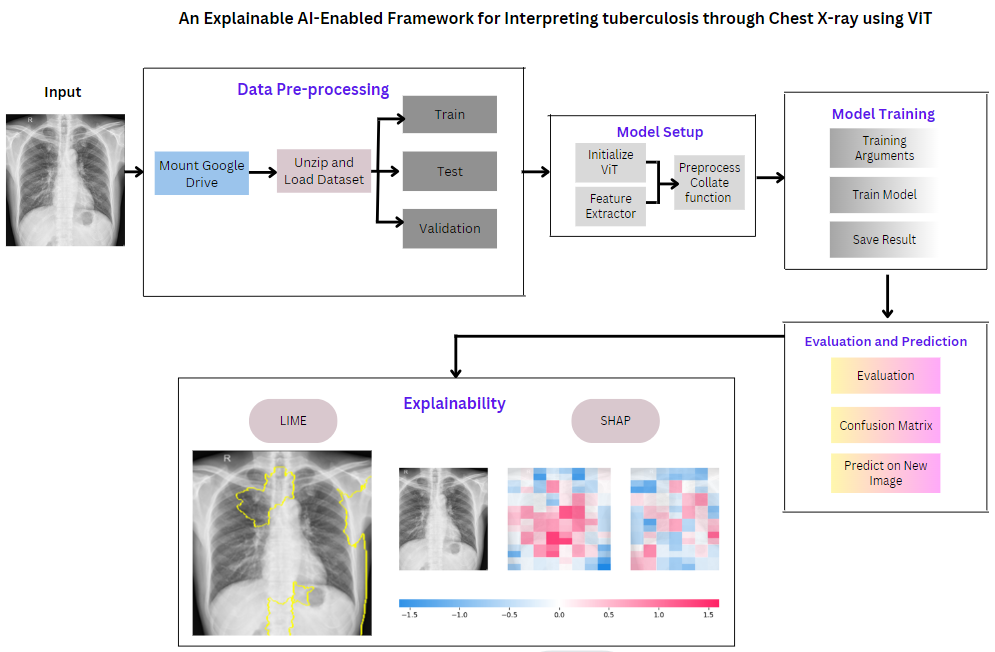 An Explainable AI-Enabled Framework for Interpreting tuberculosis through Chest X-ray using ViT
Input
R
Data Pre-processing
Mount Google
Drive
Unzip and
Load Dataset
Train
Test
Validation
Model Setup
Initialize
ViT
Feature
Extractor
Preprocess
Collate
function
Model Training
Training
Arguments
Train Model
Save Result
Evaluation and Prediction
Evaluation
Confusion Matrix
Predict on New
Image
Explainability
LIME
SHAP
R
−1.5 −1.0 −0.5 0.0 0.5 1.0 1.5